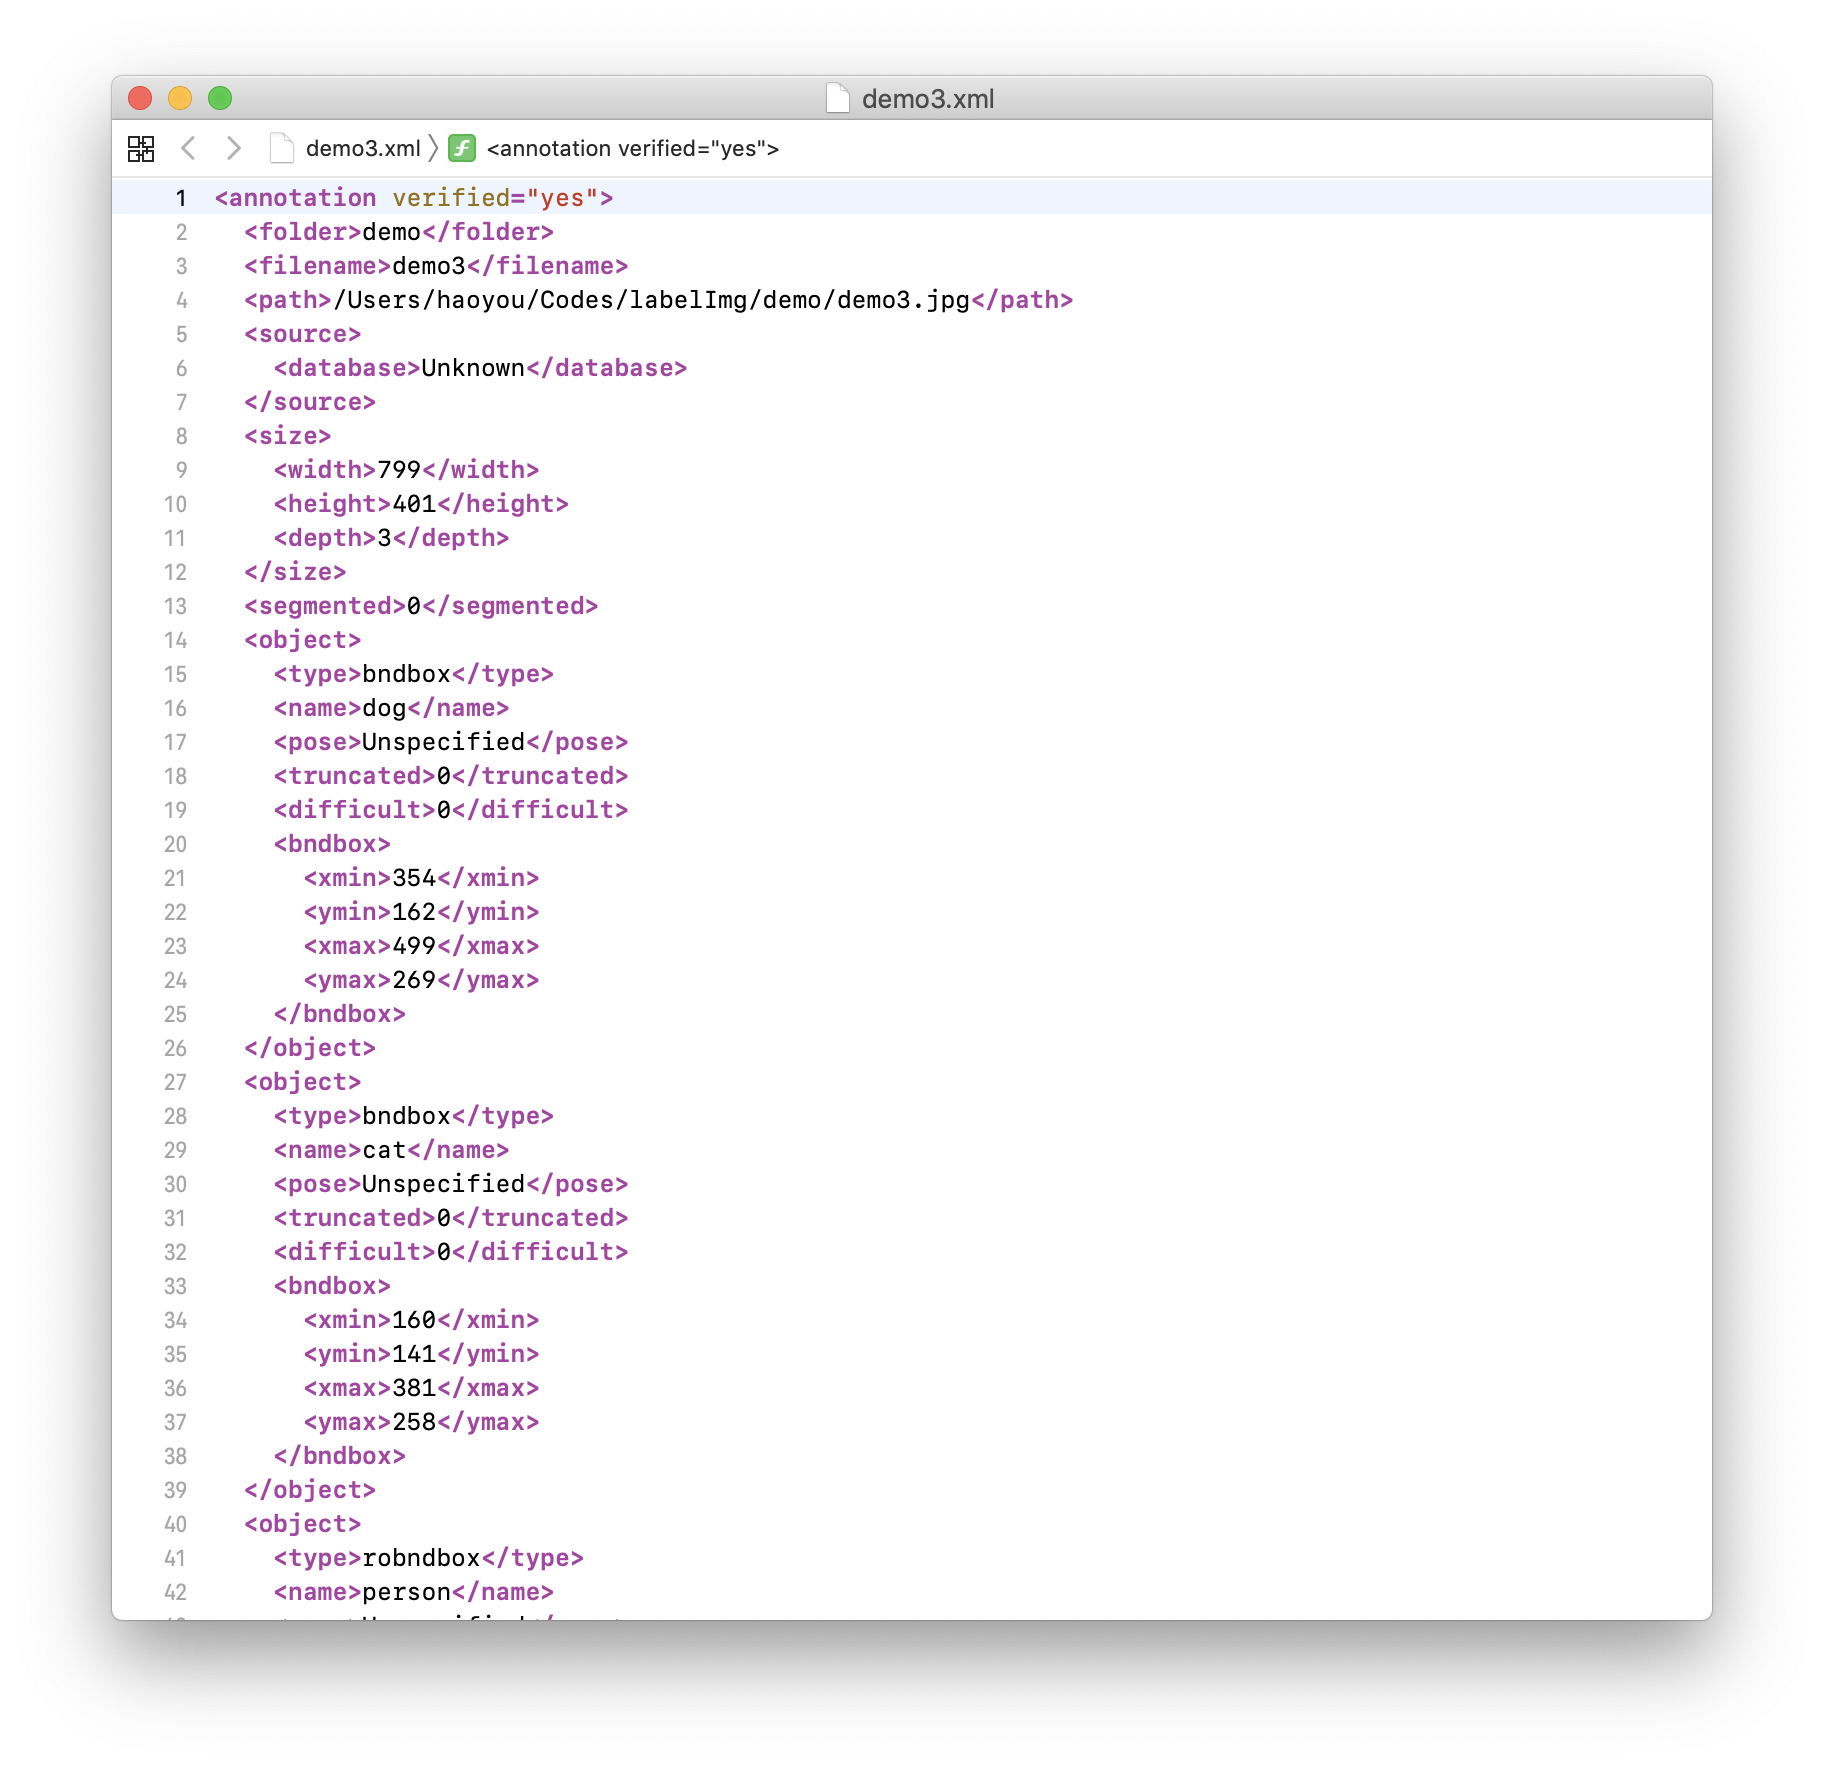 demo3.xml
demo3.xml 〉 f <annotation verified="yes">
1 <annotation verified="yes">
2   <folder>demo</folder>
3   <filename>demo3</filename>
4   <path>/Users/haoyou/Codes/labelImg/demo/demo3.jpg</path>
5   <source>
6     <database>Unknown</database>
7   </source>
8   <size>
9     <width>799</width>
10     <height>401</height>
11     <depth>3</depth>
12   </size>
13   <segmented>0</segmented>
14   <object>
15     <type>bndbox</type>
16     <name>dog</name>
17     <pose>Unspecified</pose>
18     <truncated>0</truncated>
19     <difficult>0</difficult>
20     <bndbox>
21       <xmin>354</xmin>
22       <ymin>162</ymin>
23       <xmax>499</xmax>
24       <ymax>269</ymax>
25     </bndbox>
26   </object>
27   <object>
28     <type>bndbox</type>
29     <name>cat</name>
30     <pose>Unspecified</pose>
31     <truncated>0</truncated>
32     <difficult>0</difficult>
33     <bndbox>
34       <xmin>160</xmin>
35       <ymin>141</ymin>
36       <xmax>381</xmax>
37       <ymax>258</ymax>
38     </bndbox>
39   </object>
40   <object>
41     <type>robndbox</type>
42     <name>person</name>